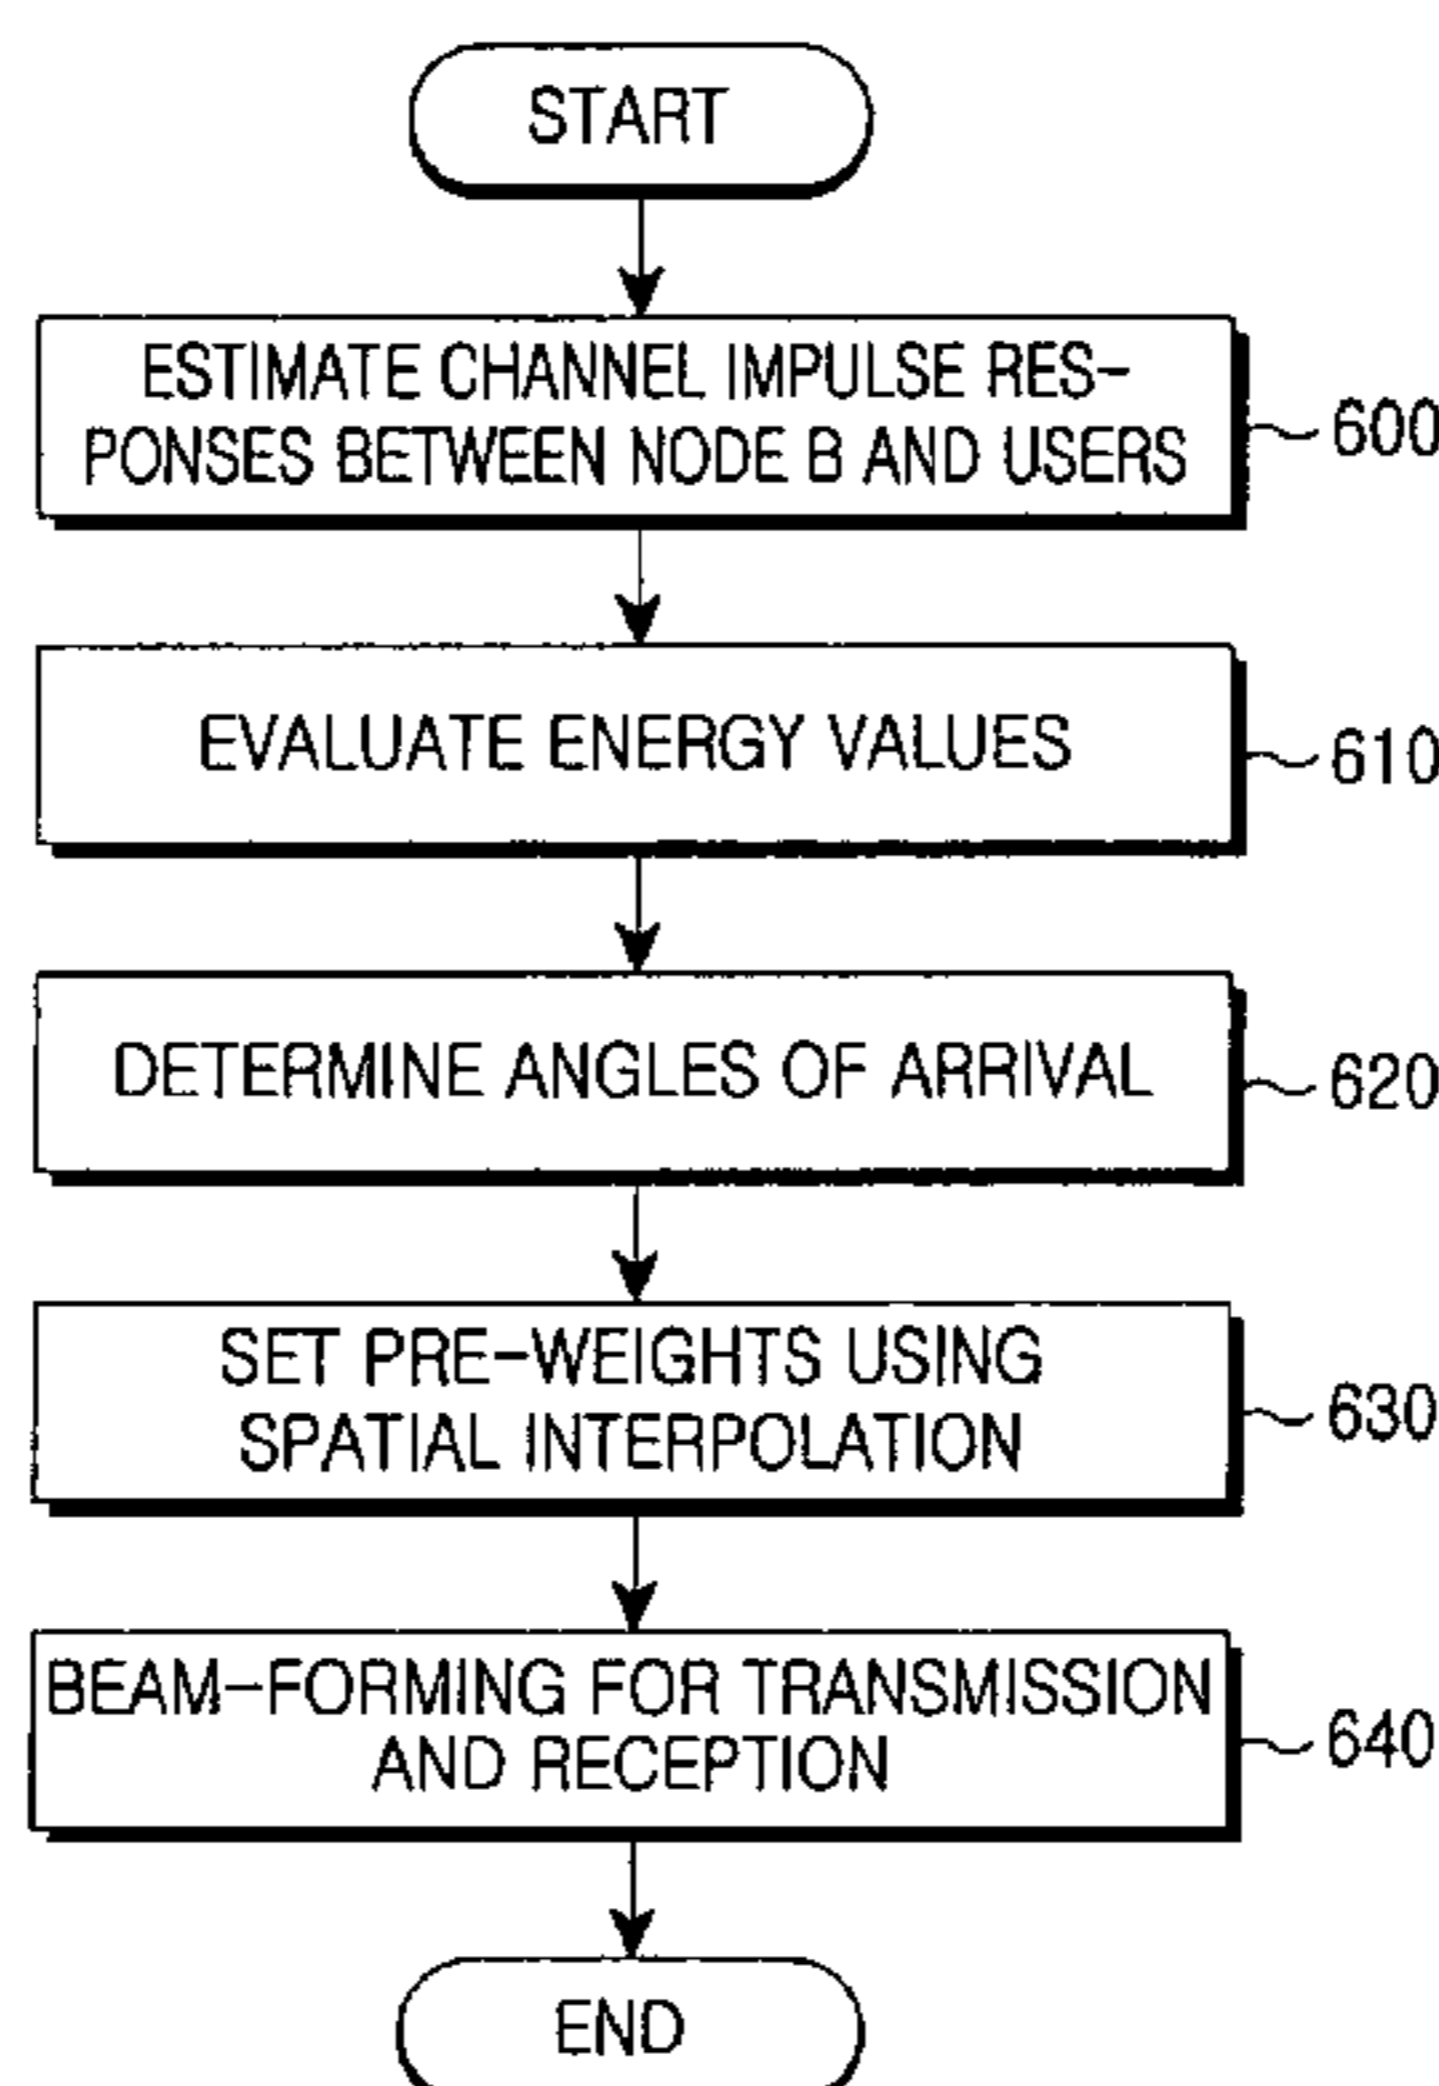 START
ESTIMATE CHANNEL IMPULSE RES-
PONSES BETWEEN NODE B AND USERS
600
EVALUATE ENERGY VALUES
610
DETERMINE ANGLES OF ARRIVAL
620
SET PRE-WEIGHTS USING
SPATIAL INTERPOLATION
630
BEAM-FORMING FOR TRANSMISSION
AND RECEPTION
640
END